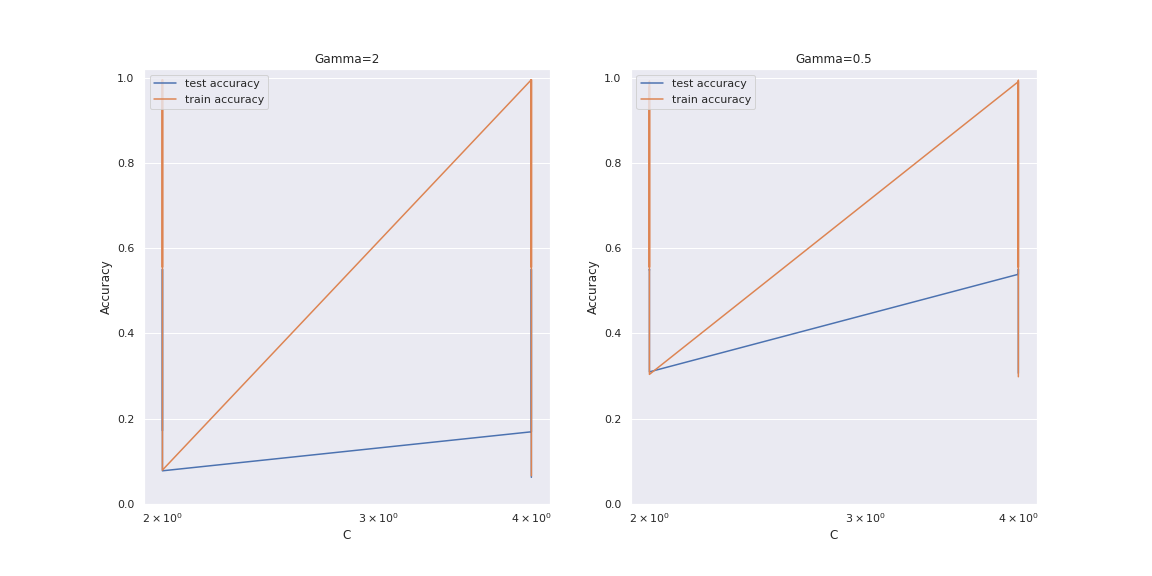 Gamma=2
test accuracy
train accuracy
1.0
0.8
0.6
0.4
0.2
0.0
Accuracy
2 × 10⁰
3 × 10⁰
4 × 10⁰
C
Gamma=0.5
test accuracy
train accuracy
1.0
0.8
0.6
0.4
0.2
0.0
Accuracy
2 × 10⁰
3 × 10⁰
4 × 10⁰
C